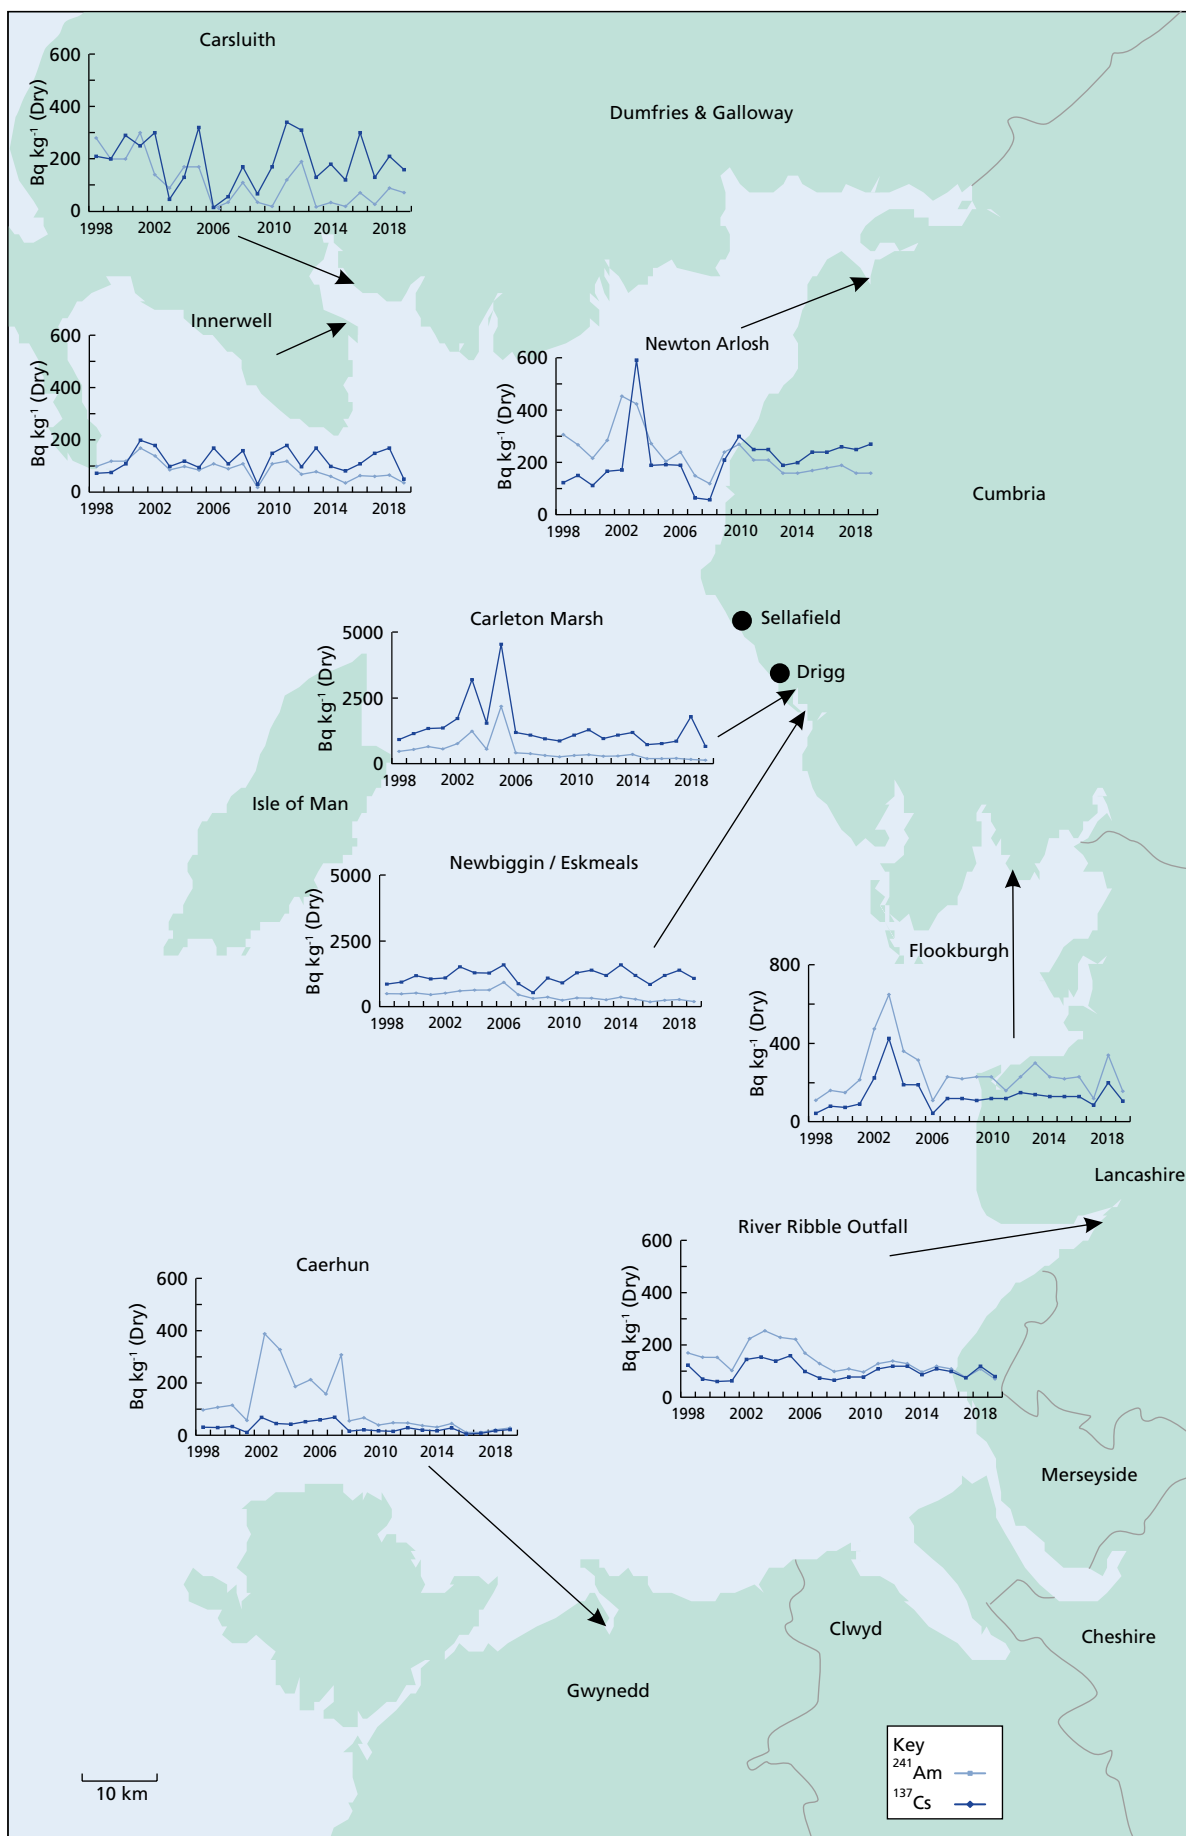 Carsluith
600
400
200
0
Bq kg-1 (Dry)
1998 2002 2006 2010 2014 2018
Dumfries & Galloway
Innerwell
600
400
200
0
Bq kg-1 (Dry)
1998 2002 2006 2010 2014 2018
Newton Arlosh
600
400
200
0
Bq kg-1 (Dry)
1998 2002 2006 2010 2014 2018
Cumbria
Sellafield
Drigg
Carleton Marsh
5000
2500
0
Bq kg-1 (Dry)
1998 2002 2006 2010 2014 2018
Isle of Man
Newbiggin / Eskmeals
5000
2500
0
Bq kg-1 (Dry)
1998 2002 2006 2010 2014 2018
Flookburgh
800
400
0
Bq kg-1 (Dry)
1998 2002 2006 2010 2014 2018
Lancashire
River Ribble Outfall
600
400
200
0
Bq kg-1 (Dry)
1998 2002 2006 2010 2014 2018
Caerhun
600
400
200
0
Bq kg-1 (Dry)
1998 2002 2006 2010 2014 2018
Merseyside
Clwyd
Cheshire
Gwynedd
Key
241Am
137Cs
10 km